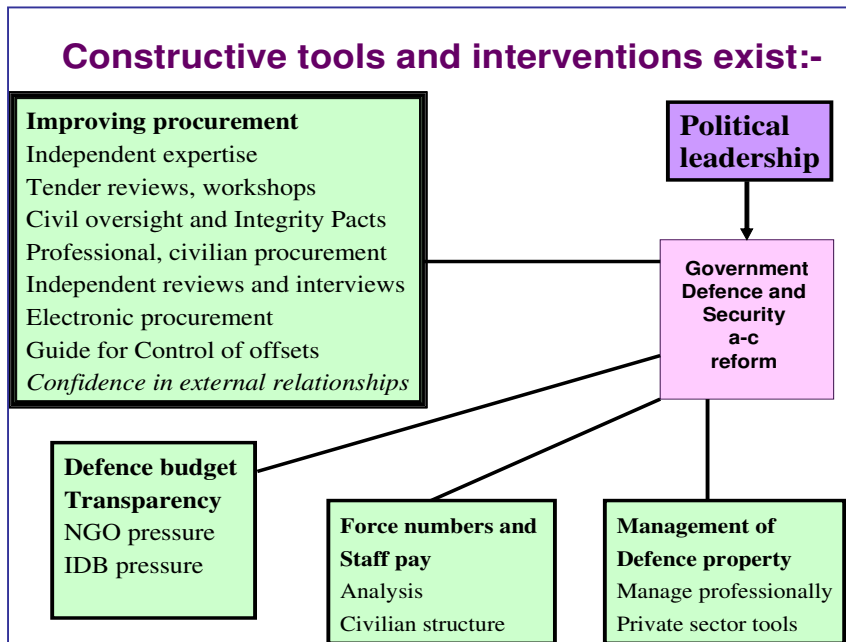 Constructive tools and interventions exist:-
Improving procurement
Independent expertise
Tender reviews, workshops
Civil oversight and Integrity Pacts
Professional, civilian procurement
Independent reviews and interviews
Electronic procurement
Guide for Control of offsets
Confidence in external relationships
Political
leadership
Government
Defence and
Security
a-c
reform
Defence budget
Transparency
NGO pressure
IDB pressure
Force numbers and
Staff pay
Analysis
Civilian structure
Management of
Defence property
Manage professionally
Private sector tools